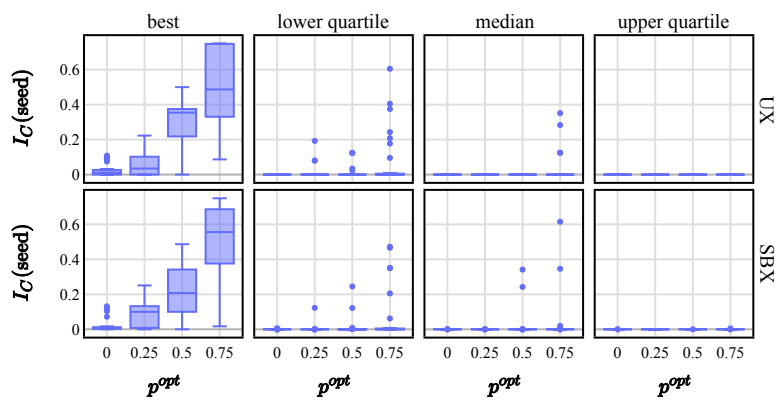 best lower quartile median upper quartile
0.6
0.4
0.2
0
I_C(seed)
UX
0.6
0.4
0.2
0
I_C(seed)
SBX
0 0.25 0.5 0.75 0 0.25 0.5 0.75 0 0.25 0.5 0.75 0 0.25 0.5 0.75
p^opt p^opt p^opt p^opt